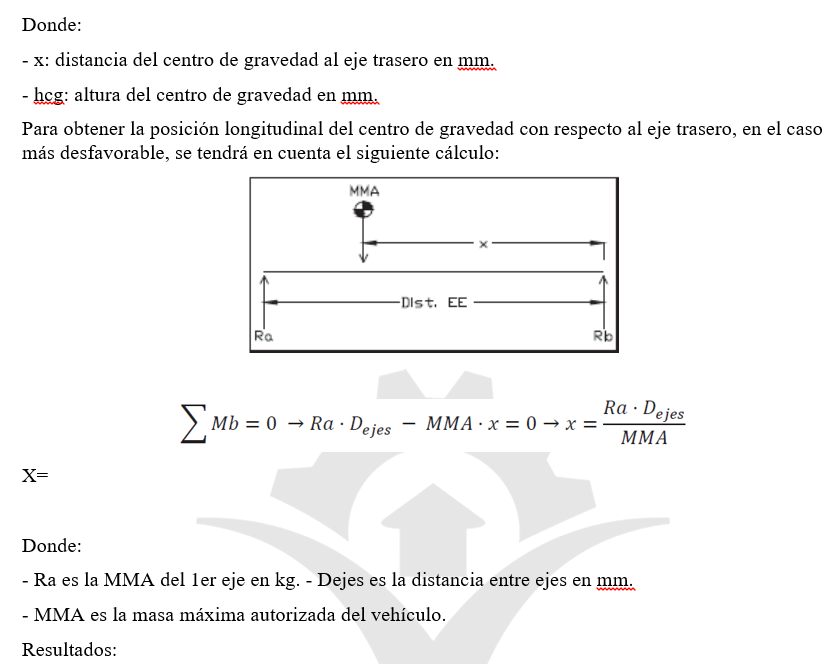 Donde:
- x: distancia del centro de gravedad al eje trasero en mm.
- hcg: altura del centro de gravedad en mm.
Para obtener la posición longitudinal del centro de gravedad con respecto al eje trasero, en el caso
más desfavorable, se tendrá en cuenta el siguiente cálculo:
MMA
x
Dist. EE
Ra Rb
∑ Mb = 0 → Ra · D_ejes − MMA · x = 0 → x = (Ra · D_ejes) / MMA
X=
Donde:
- Ra es la MMA del 1er eje en kg. - Dejes es la distancia entre ejes en mm.
- MMA es la masa máxima autorizada del vehículo.
Resultados: